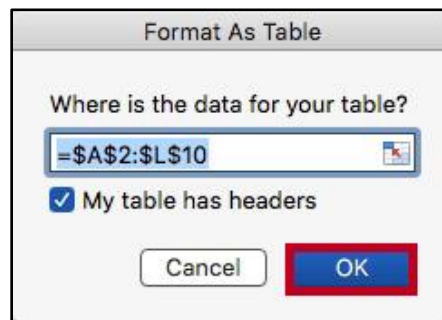 Format As Table
Where is the data for your table?
=$A$2:$L$10
My table has headers
Cancel
OK